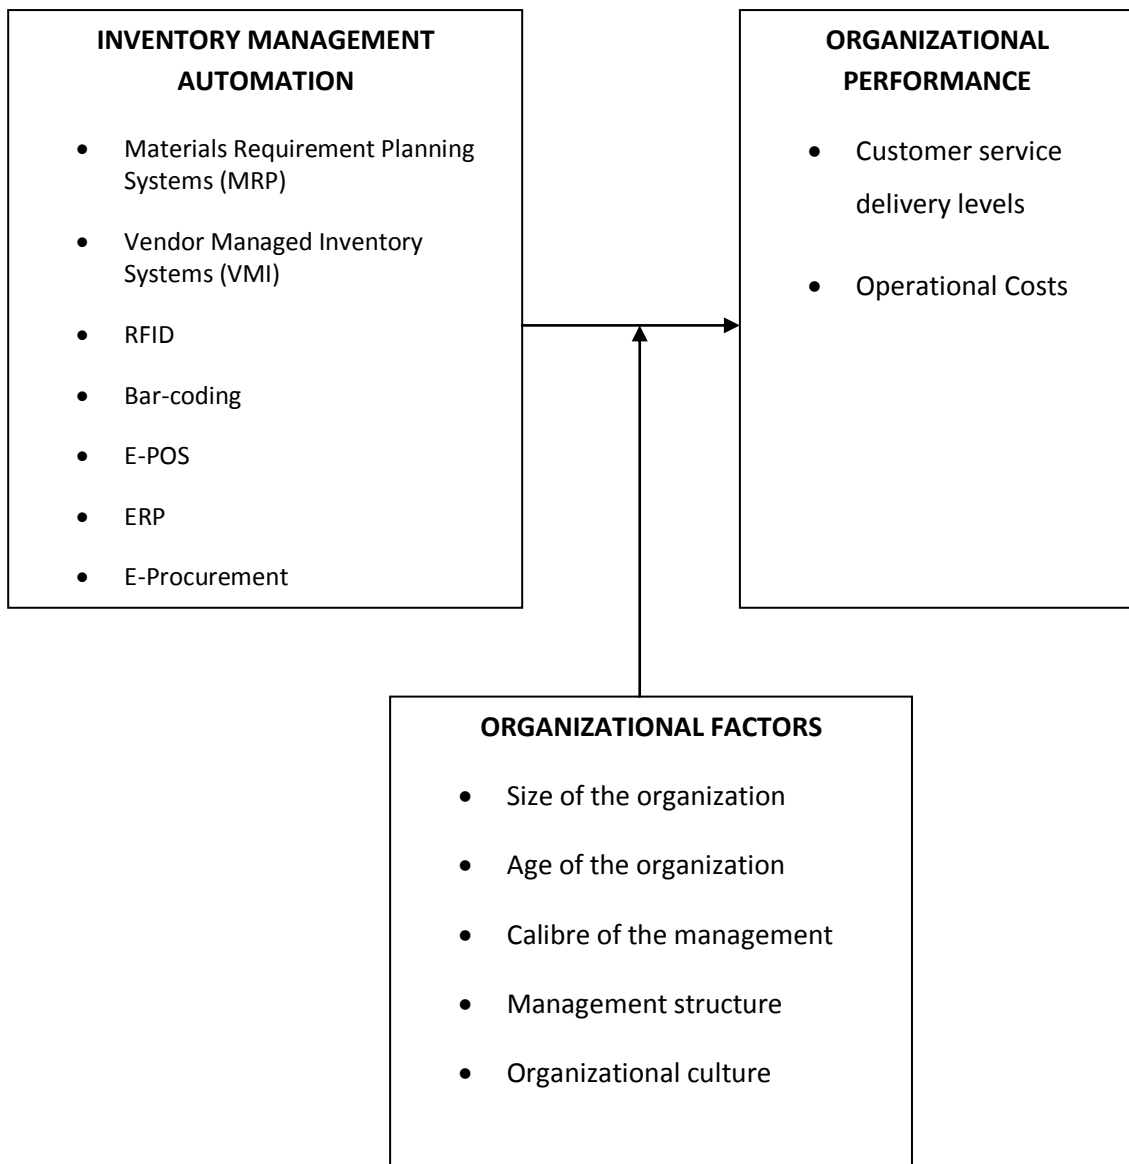 INVENTORY MANAGEMENT
AUTOMATION
• Materials Requirement Planning
Systems (MRP)
• Vendor Managed Inventory
Systems (VMI)
• RFID
• Bar-coding
• E-POS
• ERP
• E-Procurement
ORGANIZATIONAL
PERFORMANCE
• Customer service
delivery levels
• Operational Costs
ORGANIZATIONAL FACTORS
• Size of the organization
• Age of the organization
• Calibre of the management
• Management structure
• Organizational culture